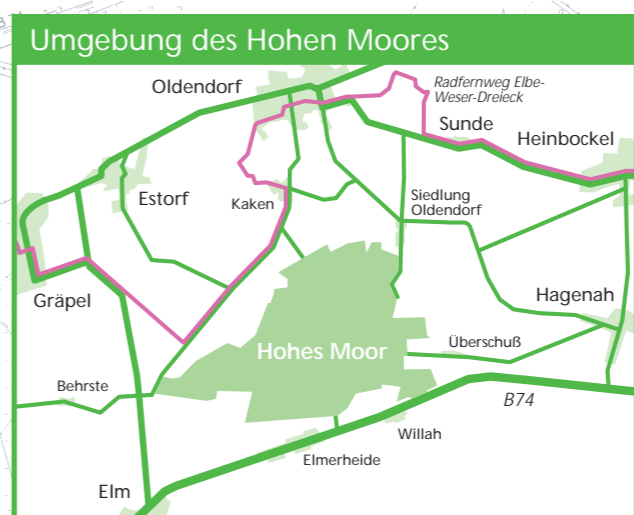 Umgebung des Hohen Moores
Oldendorf
Radfernweg Elbe-
Weser-Dreieck
Sunde
Heinbockel
Estorf
Kaken
Siedlung
Oldendorf
Gräpel
Hagenah
Hohes Moor
Überschuß
Behrste
B74
Willah
Elmerheide
Elm